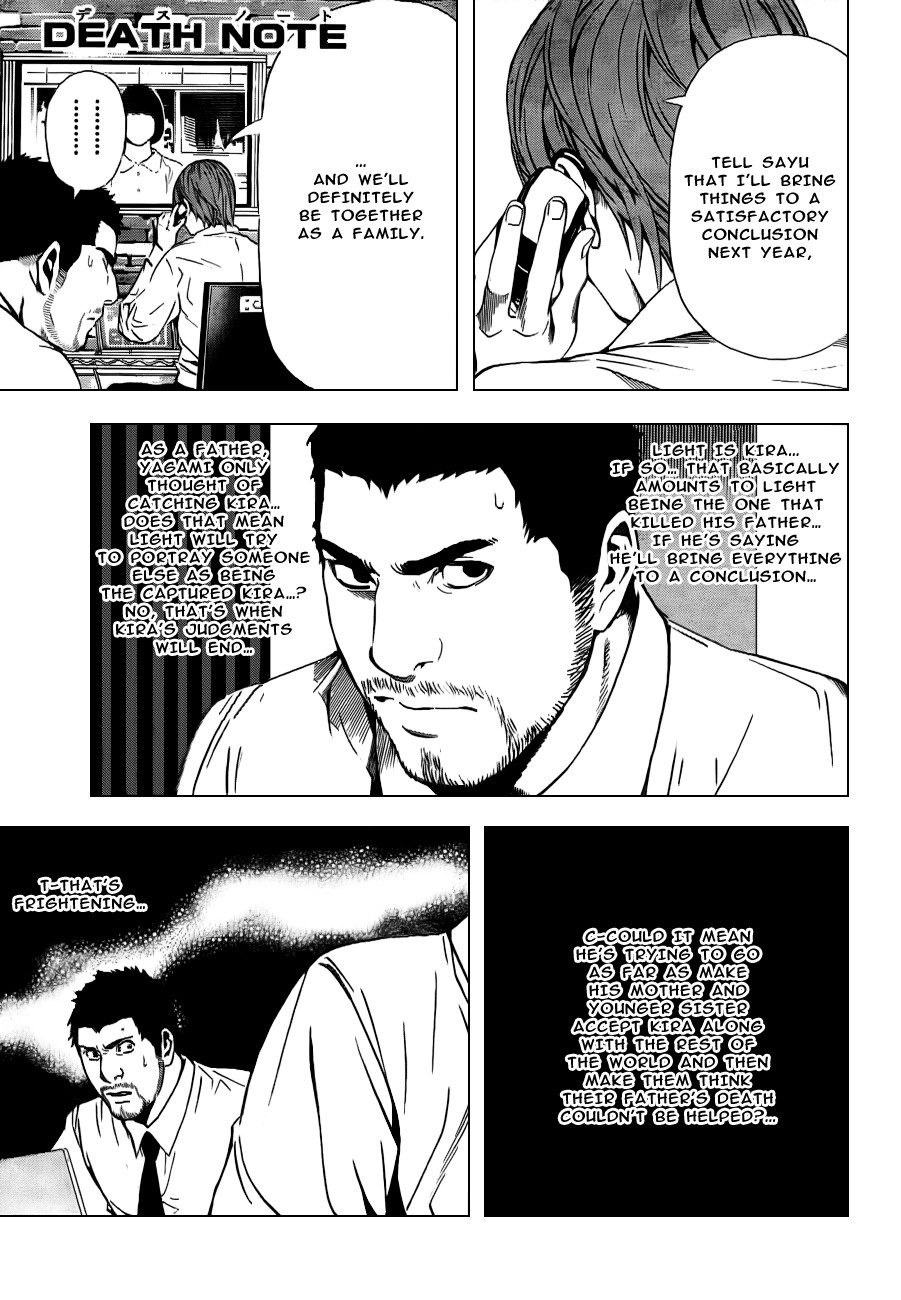 TELL SAYU
THAT I'LL BRING
THINGS TO A
SATISFACTORY
CONCLUSION
NEXT YEAR,
デスノート
DEATH NOTE
...
AND WE'LL
DEFINITELY
BE TOGETHER
AS A FAMILY.
........
........
LIGHT IS KIRA...
IF SO... THAT BASICALLY
AMOUNTS TO LIGHT
BEING THE ONE THAT
KILLED HIS FATHER...
IF HE'S SAYING
HE'LL BRING EVERYTHING
TO A CONCLUSION...
AS A FATHER,
YAGAMI ONLY
THOUGHT OF
CATCHING KIRA...
DOES THAT MEAN
LIGHT WILL TRY
TO PORTRAY SOMEONE
ELSE AS BEING
THE CAPTURED KIRA...?
NO, THAT'S WHEN
KIRA'S JUDGMENTS
WILL END...
C-COULD IT MEAN
HE'S TRYING TO GO
AS FAR AS MAKE
HIS MOTHER AND
YOUNGER SISTER
ACCEPT KIRA ALONG
WITH THE REST OF
THE WORLD AND THEN
MAKE THEM THINK
THEIR FATHER'S DEATH
COULDN'T BE HELPED?...
T-THAT'S
FRIGHTENING...